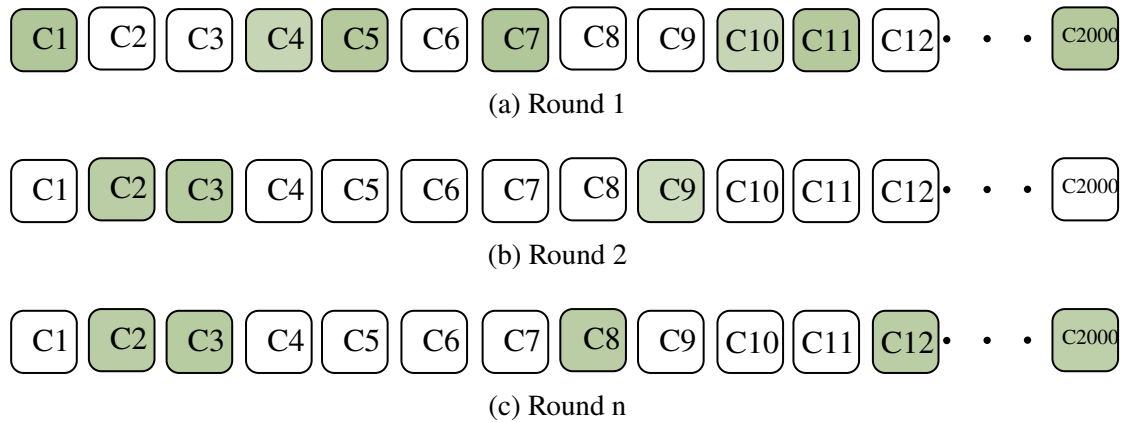 C1 C2 C3 C4 C5 C6 C7 C8 C9 C10 C11 C12 . . . C2000
(a) Round 1
C1 C2 C3 C4 C5 C6 C7 C8 C9 C10 C11 C12 . . . C2000
(b) Round 2
C1 C2 C3 C4 C5 C6 C7 C8 C9 C10 C11 C12 . . . C2000
(c) Round n